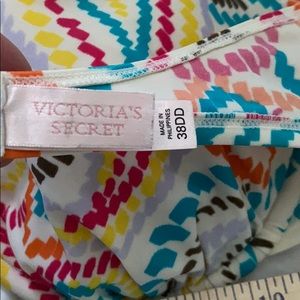 VICTORIA'S
SECRET
MADE IN
PHILIPPINES
38DD